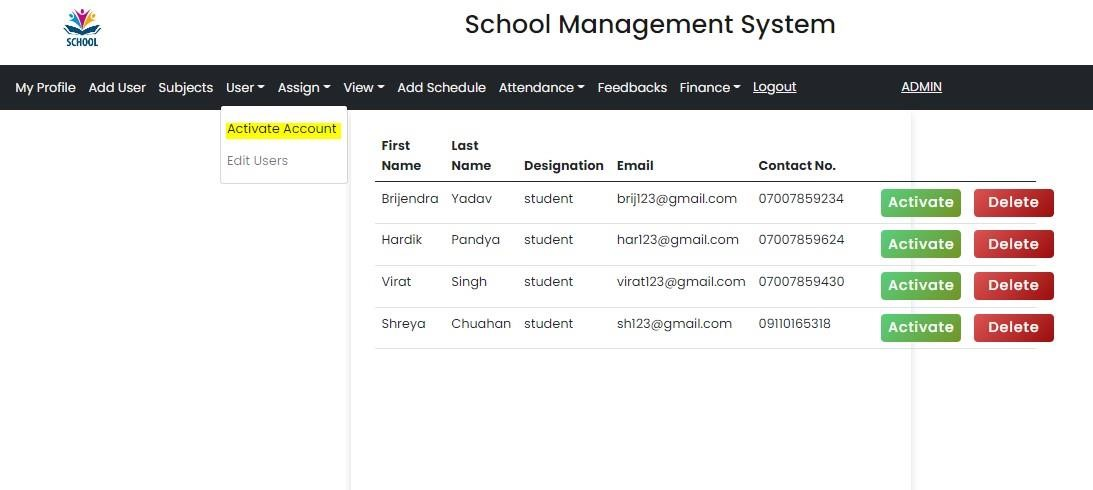 SCHOOL
School Management System
My Profile Add User Subjects User Assign View Add Schedule Attendance Feedbacks Finance Logout ADMIN
Activate Account
Edit Users
First Name Last Name Designation Email Contact No.
Brijendra Yadav student brij123@gmail.com 07007859234 Activate Delete
Hardik Pandya student har123@gmail.com 07007859624 Activate Delete
Virat Singh student virat123@gmail.com 07007859430 Activate Delete
Shreya Chuahan student sh123@gmail.com 09110165318 Activate Delete